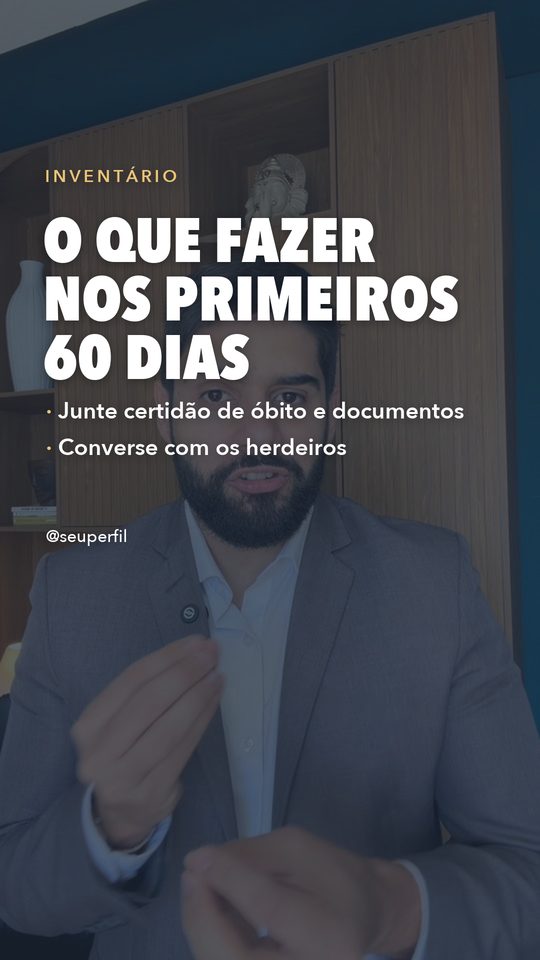 INVENTÁRIO
O QUE FAZER
NOS PRIMEIROS
60 DIAS
· Junte certidão de óbito e documentos
· Converse com os herdeiros
@seuperfil